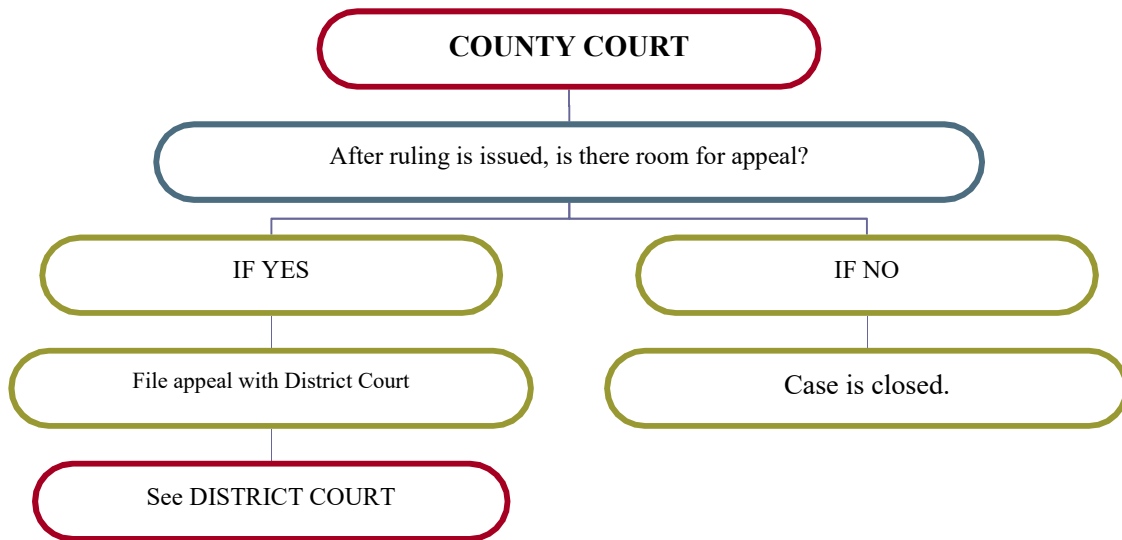 COUNTY COURT
After ruling is issued, is there room for appeal?
IF YES
IF NO
File appeal with District Court
Case is closed.
See DISTRICT COURT